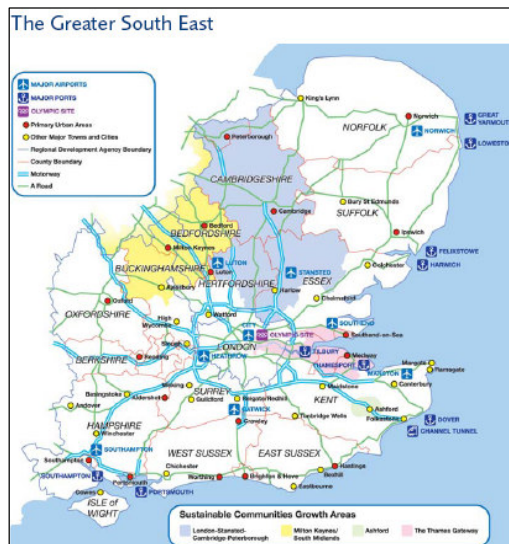 The Greater South East
MAJOR AIRPORTS
MAJOR PORTS
OLYMPIC SITE
Primary Urban Areas
Other Major Towns and Cities
Regional Development Agency Boundary
County Boundary
Motorway
A Road
King's Lynn
Norwich
GREAT
YARMOUTH
NORFOLK
NORWICH
LOWESTOFT
Peterborough
CAMBRIDGESHIRE
Bury St Edmunds
SUFFOLK
Cambridge
Ipswich
BEDFORDSHIRE
Bedford
Milton Keynes
FELIXSTOWE
HARWICH
BUCKINGHAMSHIRE
LUTON
Luton
STANSTED
Colchester
HERTFORDSHIRE
ESSEX
Aylesbury
Harlow
Chelmsford
OXFORDSHIRE
Oxford
High
Wycombe
Watford
SOUTHEND
CITY
OLYMPIC SITE
Southend-on-Sea
Slough
LONDON
TILBURY
BERKSHIRE
Reading
HEATHROW
THAMESPORT
Medway
Margate
MANSTON
Ramsgate
Woking
Maidstone
Canterbury
Basingstoke
SURREY
KENT
Andover
Aldershot
Guildford
Reigate/Redhill
Ashford
GATWICK
Tunbridge Wells
Folkestone
DOVER
HAMPSHIRE
Crawley
CHANNEL TUNNEL
Winchester
SOUTHAMPTON
WEST SUSSEX
EAST SUSSEX
Southampton
Chichester
Hastings
SOUTHAMPTON
Portsmouth
Worthing
Brighton & Hove
Bexhill
Cowes
PORTSMOUTH
Eastbourne
ISLE OF
WIGHT
Sustainable Communities Growth Areas
London-Stansted-
Cambridge Peterborough
Milton Keynes/
South Midlands
Ashford
The Thames Gateway